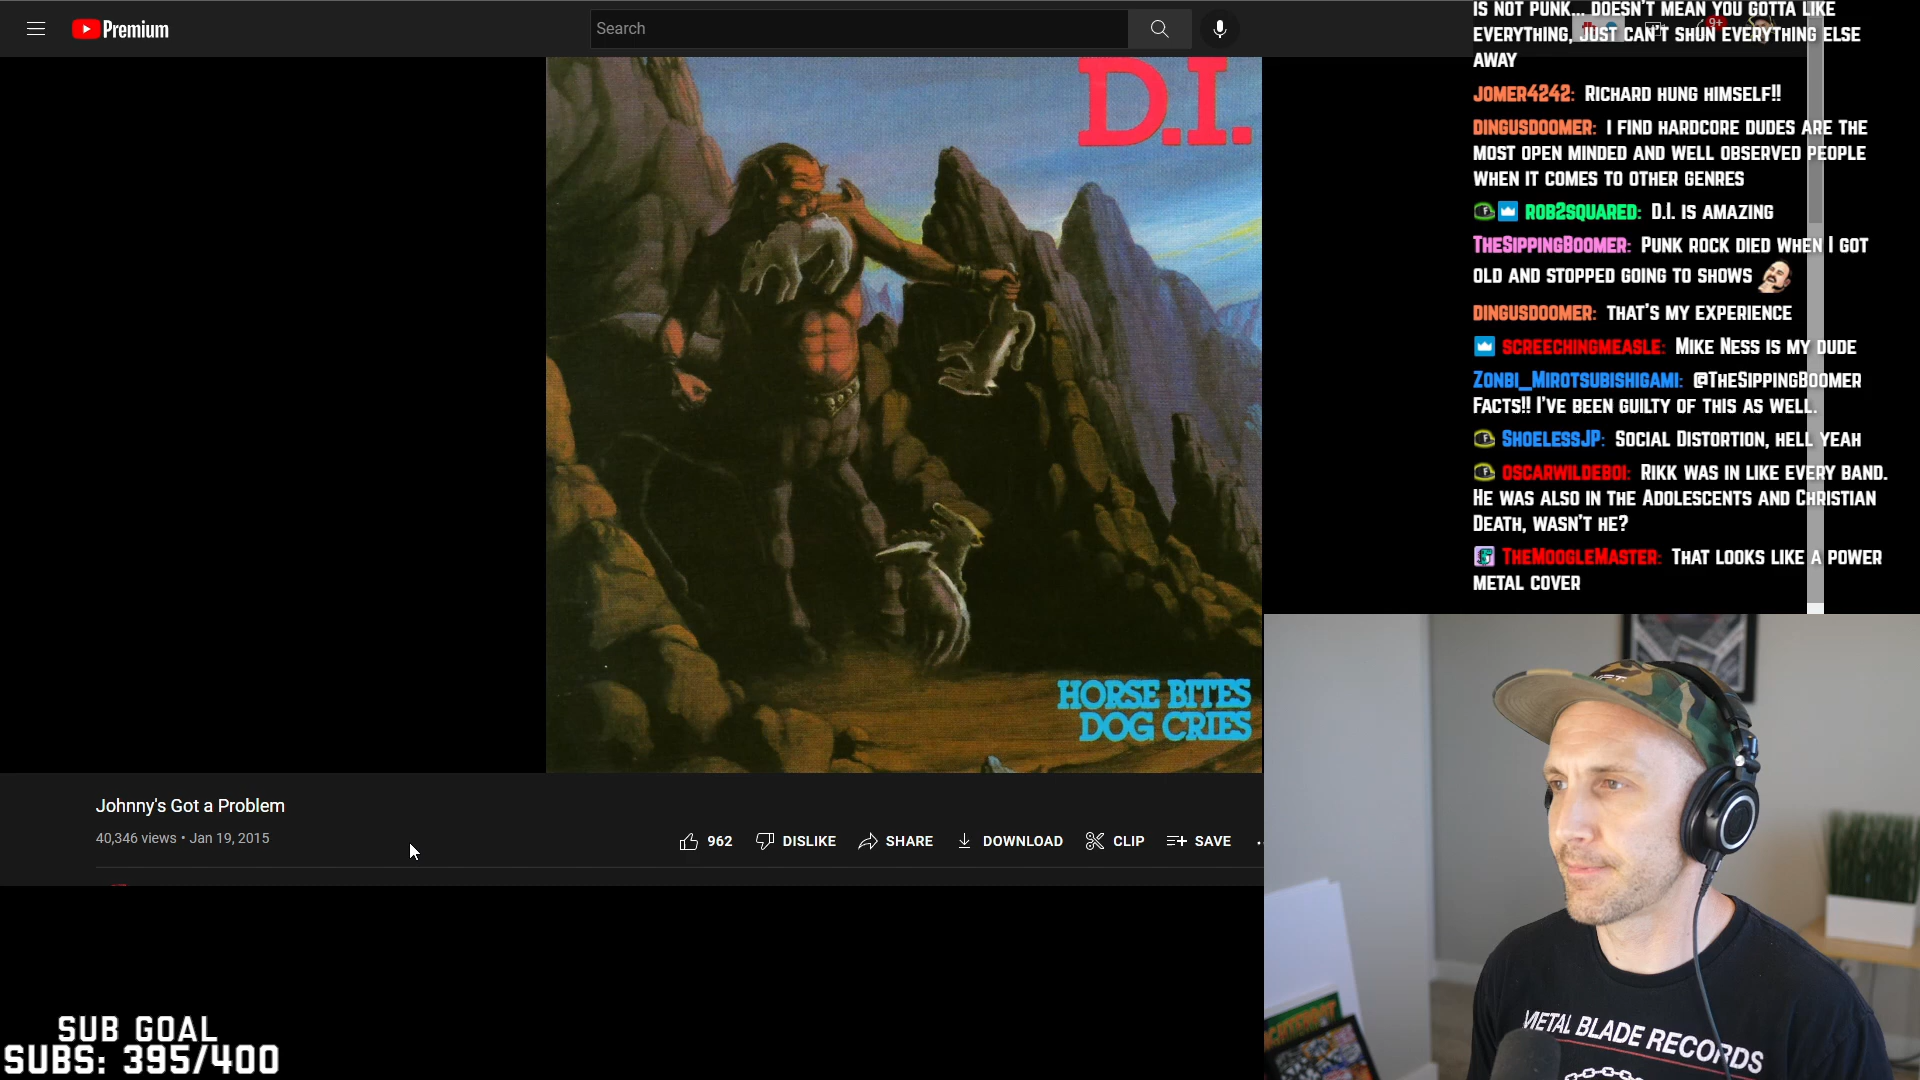 Premium
Search
9+
D.I.
HORSE BITES
DOG CRIES
Johnny's Got a Problem
40,346 views • Jan 19, 2015
962
DISLIKE
SHARE
DOWNLOAD
CLIP
SAVE
IS NOT PUNK... DOESN'T MEAN YOU GOTTA LIKE
EVERYTHING, JUST CAN'T SHUN EVERYTHING ELSE
AWAY
JOMER4242: RICHARD HUNG HIMSELF!!
DINGUSDOOMER: I FIND HARDCORE DUDES ARE THE
MOST OPEN MINDED AND WELL OBSERVED PEOPLE
WHEN IT COMES TO OTHER GENRES
ROB2SQUARED: D.I. IS AMAZING
THESIPPINGBOOMER: PUNK ROCK DIED WHEN I GOT
OLD AND STOPPED GOING TO SHOWS
DINGUSDOOMER: THAT'S MY EXPERIENCE
SCREECHINGMEASLE: MIKE NESS IS MY DUDE
ZONBI_MIROTSUBISHIGAMI: @THESIPPINGBOOMER
FACTS!! I'VE BEEN GUILTY OF THIS AS WELL.
SHOELESSJP: SOCIAL DISTORTION, HELL YEAH
OSCARWILDEBOI: RIKK WAS IN LIKE EVERY BAND.
HE WAS ALSO IN THE ADOLESCENTS AND CHRISTIAN
DEATH, WASN'T HE?
THEMOOGLEMASTER: THAT LOOKS LIKE A POWER
METAL COVER
METAL BLADE RECORDS
SUB GOAL
SUBS: 395/400